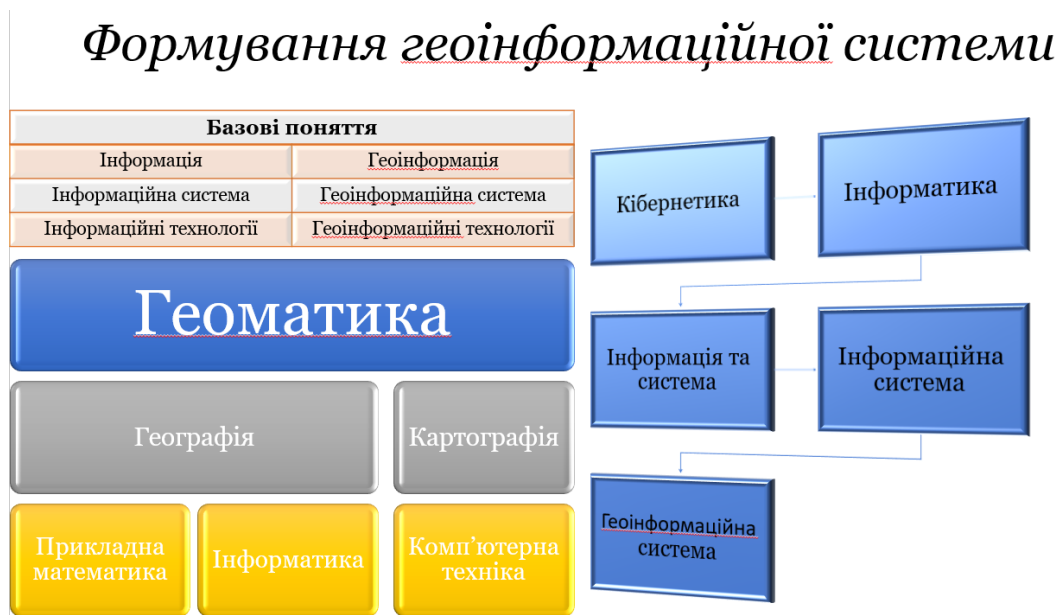 Формування геоінформаційної системи
Базові поняття
Інформація Геоінформація
Інформаційна система Геоінформаційна система
Інформаційні технології Геоінформаційні технології
Геоматика
Географія Картографія
Прикладна
математика
Інформатика
Комп’ютерна
техніка
Кібернетика
Інформатика
Інформація та
система
Інформаційна
система
Геоінформаційна
система